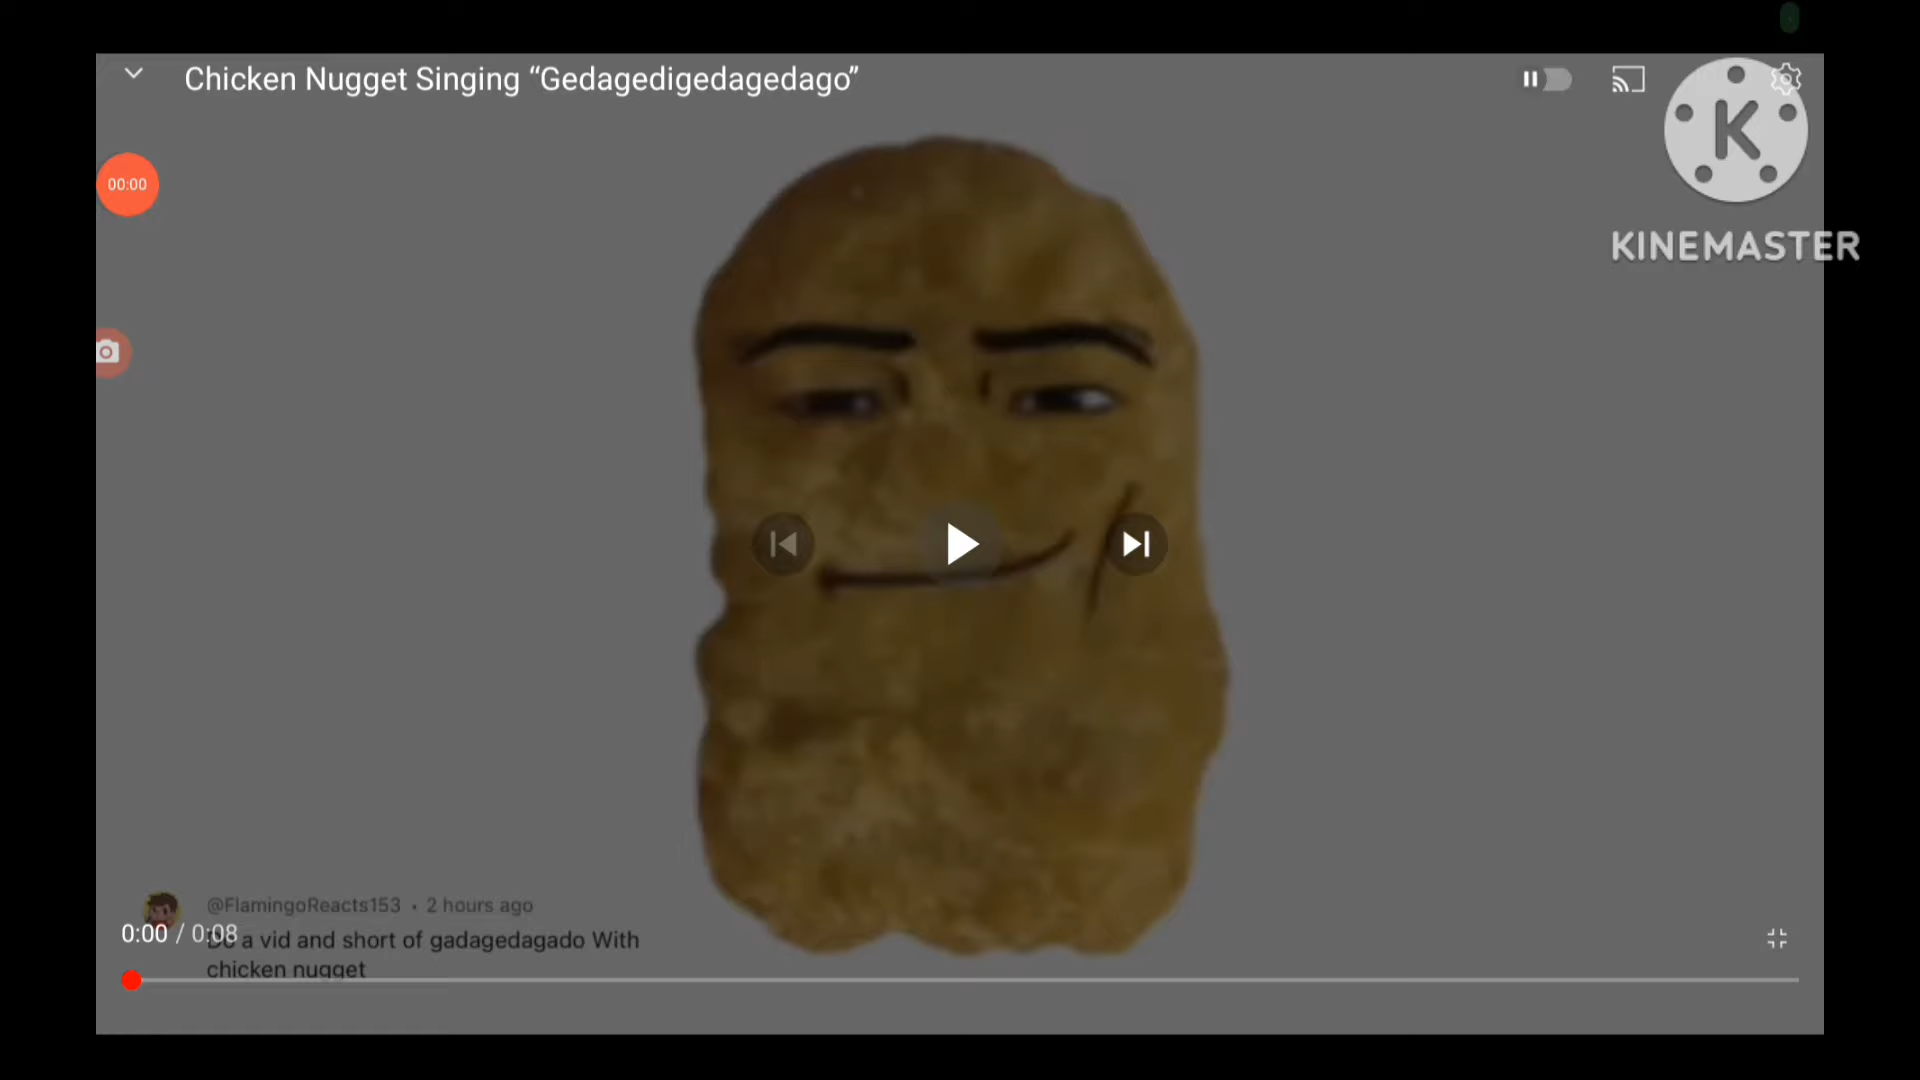 Chicken Nugget Singing “Gedagedigedagedago”
K
KINEMASTER
00:00
@FlamingoReacts153 • 2 hours ago
0:00 / 0:08
Do a vid and short of gadagedagado With
chicken nugget